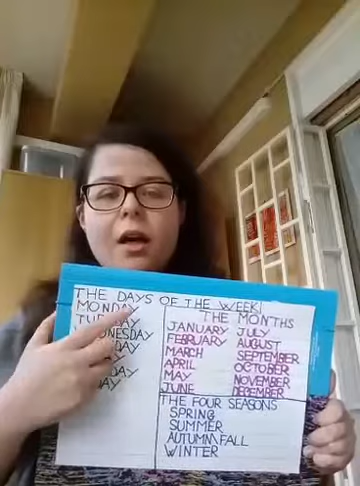 THE DAYS OF THE WEEK
MONDAY
THE MONTHS
JANUARY JULY
FEBRUARY AUGUST
MARCH SEPTEMBER
APRIL OCTOBER
MAY NOVEMBER
JUNE DECEMBER
THE FOUR SEASONS
SPRING
SUMMER
AUTUMN/FALL
WINTER